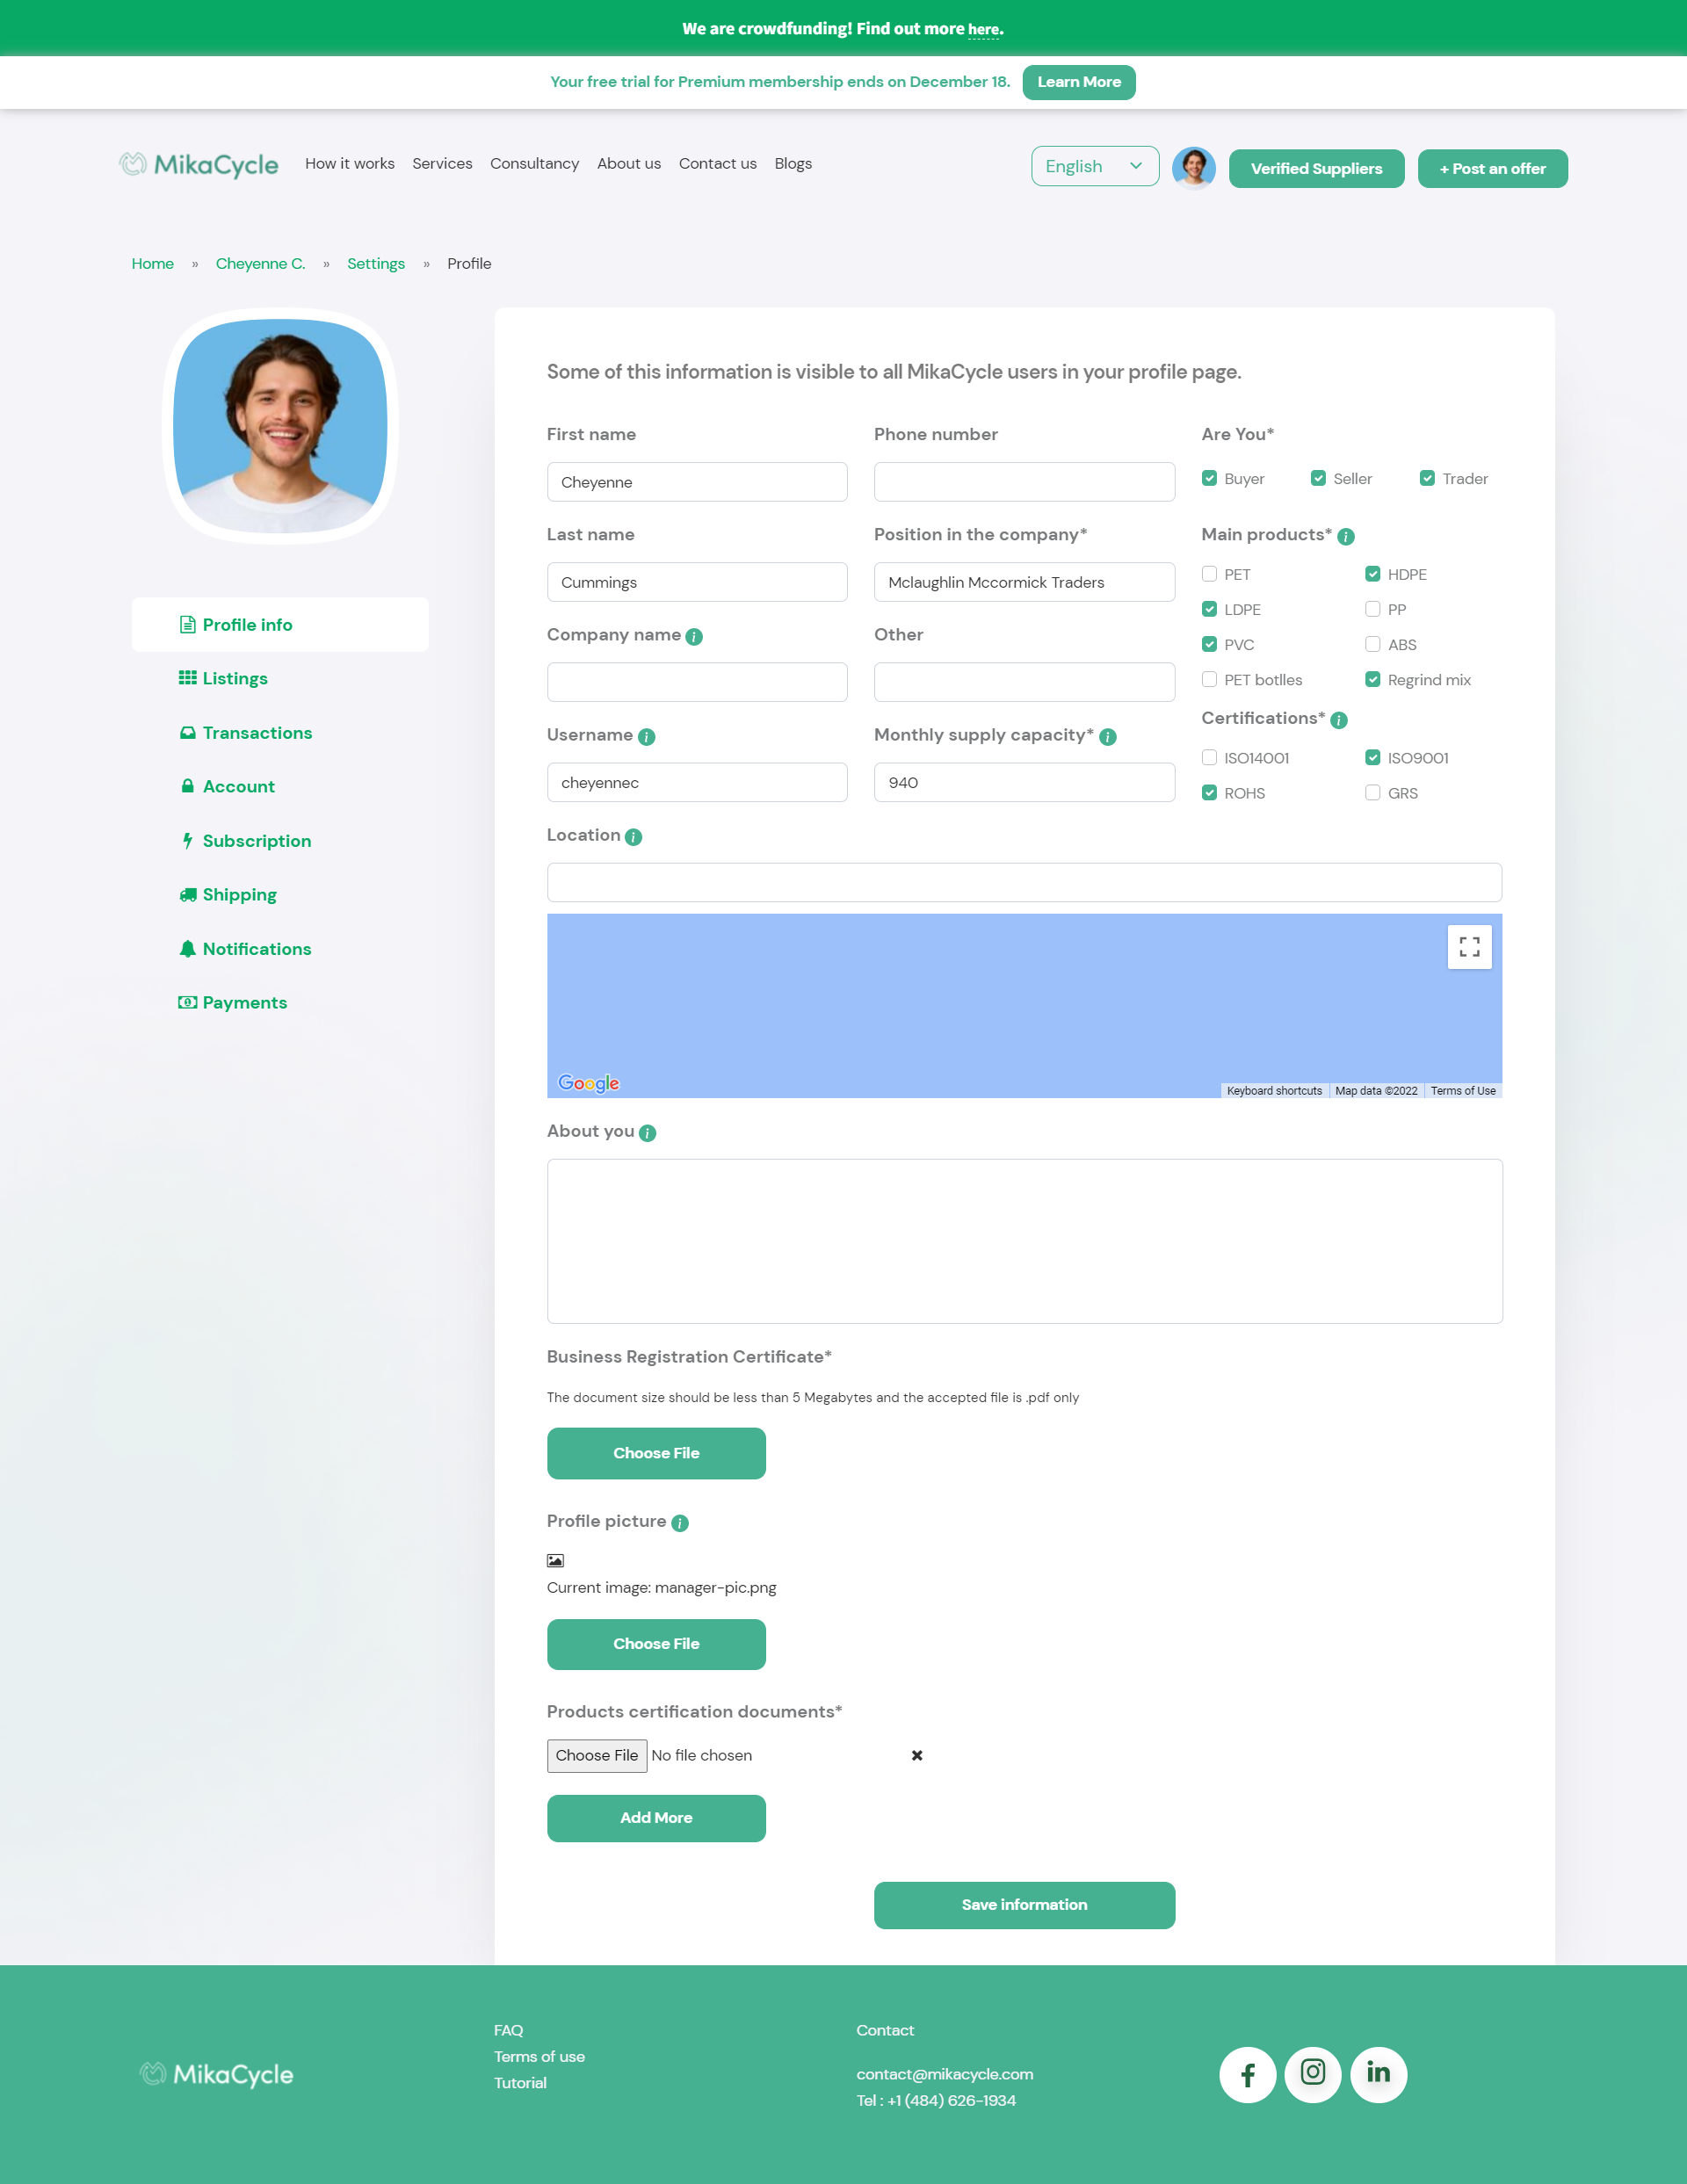 We are crowdfunding! Find out more here.
Your free trial for Premium membership ends on December 18. Learn More
MikaCycle How it works Services Consultancy About us Contact us Blogs English Verified Suppliers + Post an offer
Home » Cheyenne C. » Settings » Profile
Profile info
Listings
Transactions
Account
Subscription
Shipping
Notifications
Payments
Some of this information is visible to all MikaCycle users in your profile page.
First name
Cheyenne
Last name
Cummings
Company name
Username
cheyennec
Phone number
Position in the company*
Mclaughlin Mccormick Traders
Other
Monthly supply capacity*
940
Are You*
Buyer Seller Trader
Main products*
PET HDPE
LDPE PP
PVC ABS
PET botlles Regrind mix
Certifications*
ISO14001 ISO9001
ROHS GRS
Location
Google Keyboard shortcuts Map data ©2022 Terms of Use
About you
Business Registration Certificate*
The document size should be less than 5 Megabytes and the accepted file is .pdf only
Choose File
Profile picture
Current image: manager-pic.png
Choose File
Products certification documents*
Choose File No file chosen
Add More
Save information
MikaCycle
FAQ
Terms of use
Tutorial
Contact
contact@mikacycle.com
Tel : +1 (484) 626-1934